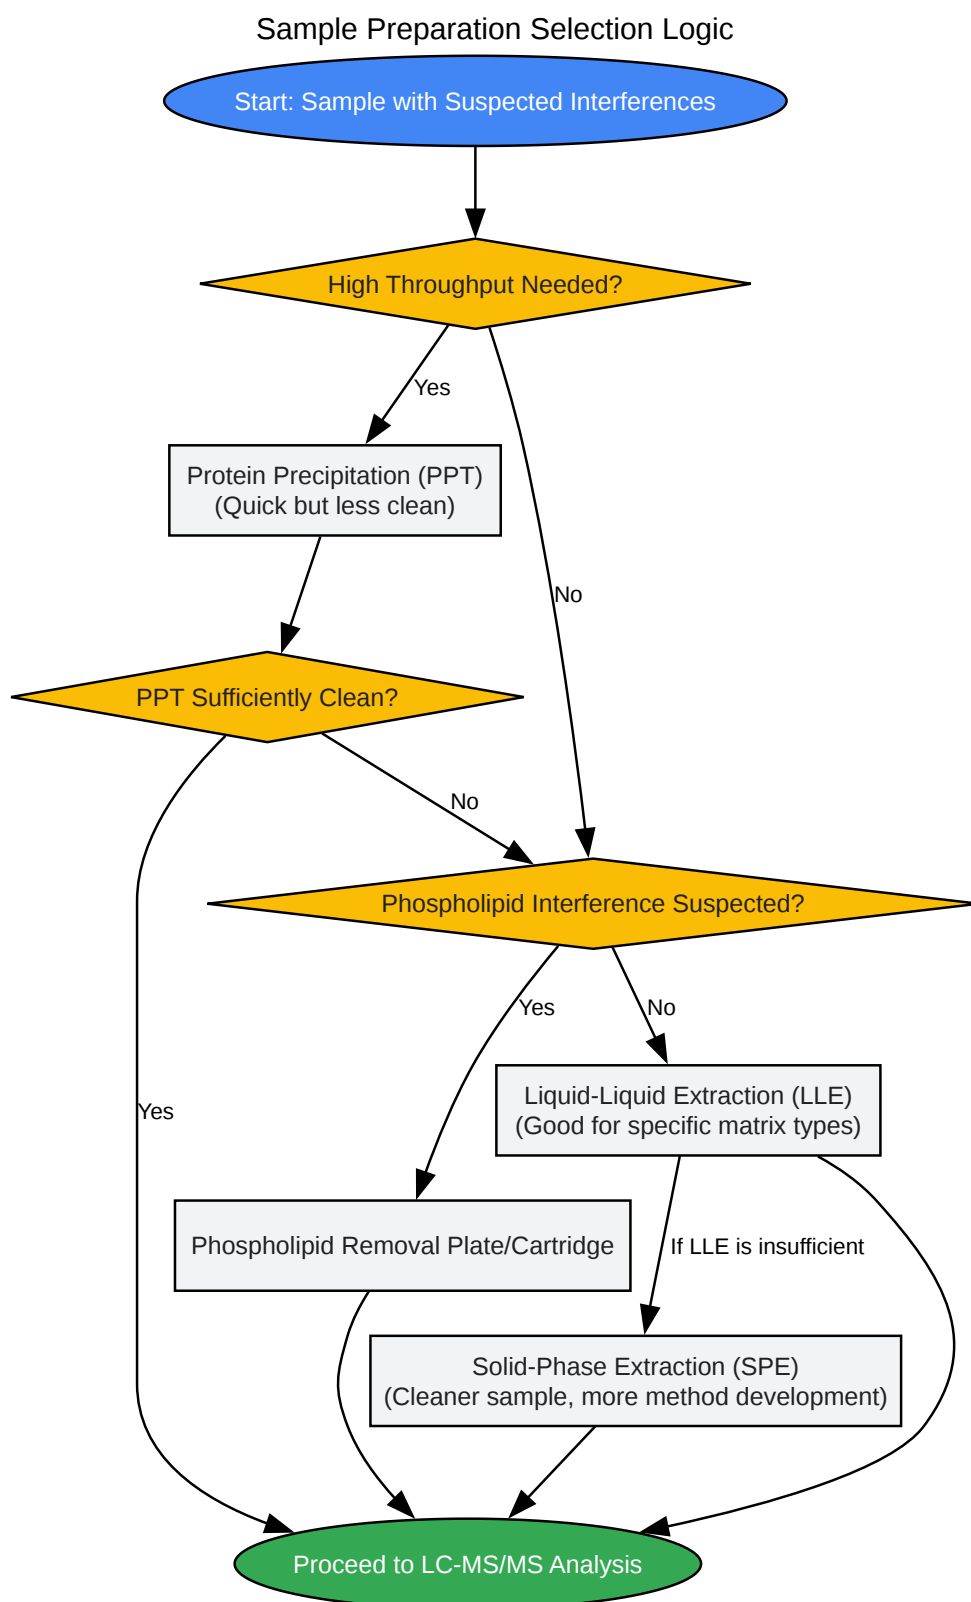 Sample Preparation Selection Logic
Start: Sample with Suspected Interferences
High Throughput Needed?
Yes
Protein Precipitation (PPT)
(Quick but less clean)
No
PPT Sufficiently Clean?
No
Phospholipid Interference Suspected?
Yes
No
Liquid-Liquid Extraction (LLE)
(Good for specific matrix types)
Yes
Phospholipid Removal Plate/Cartridge
If LLE is insufficient
Solid-Phase Extraction (SPE)
(Cleaner sample, more method development)
Proceed to LC-MS/MS Analysis